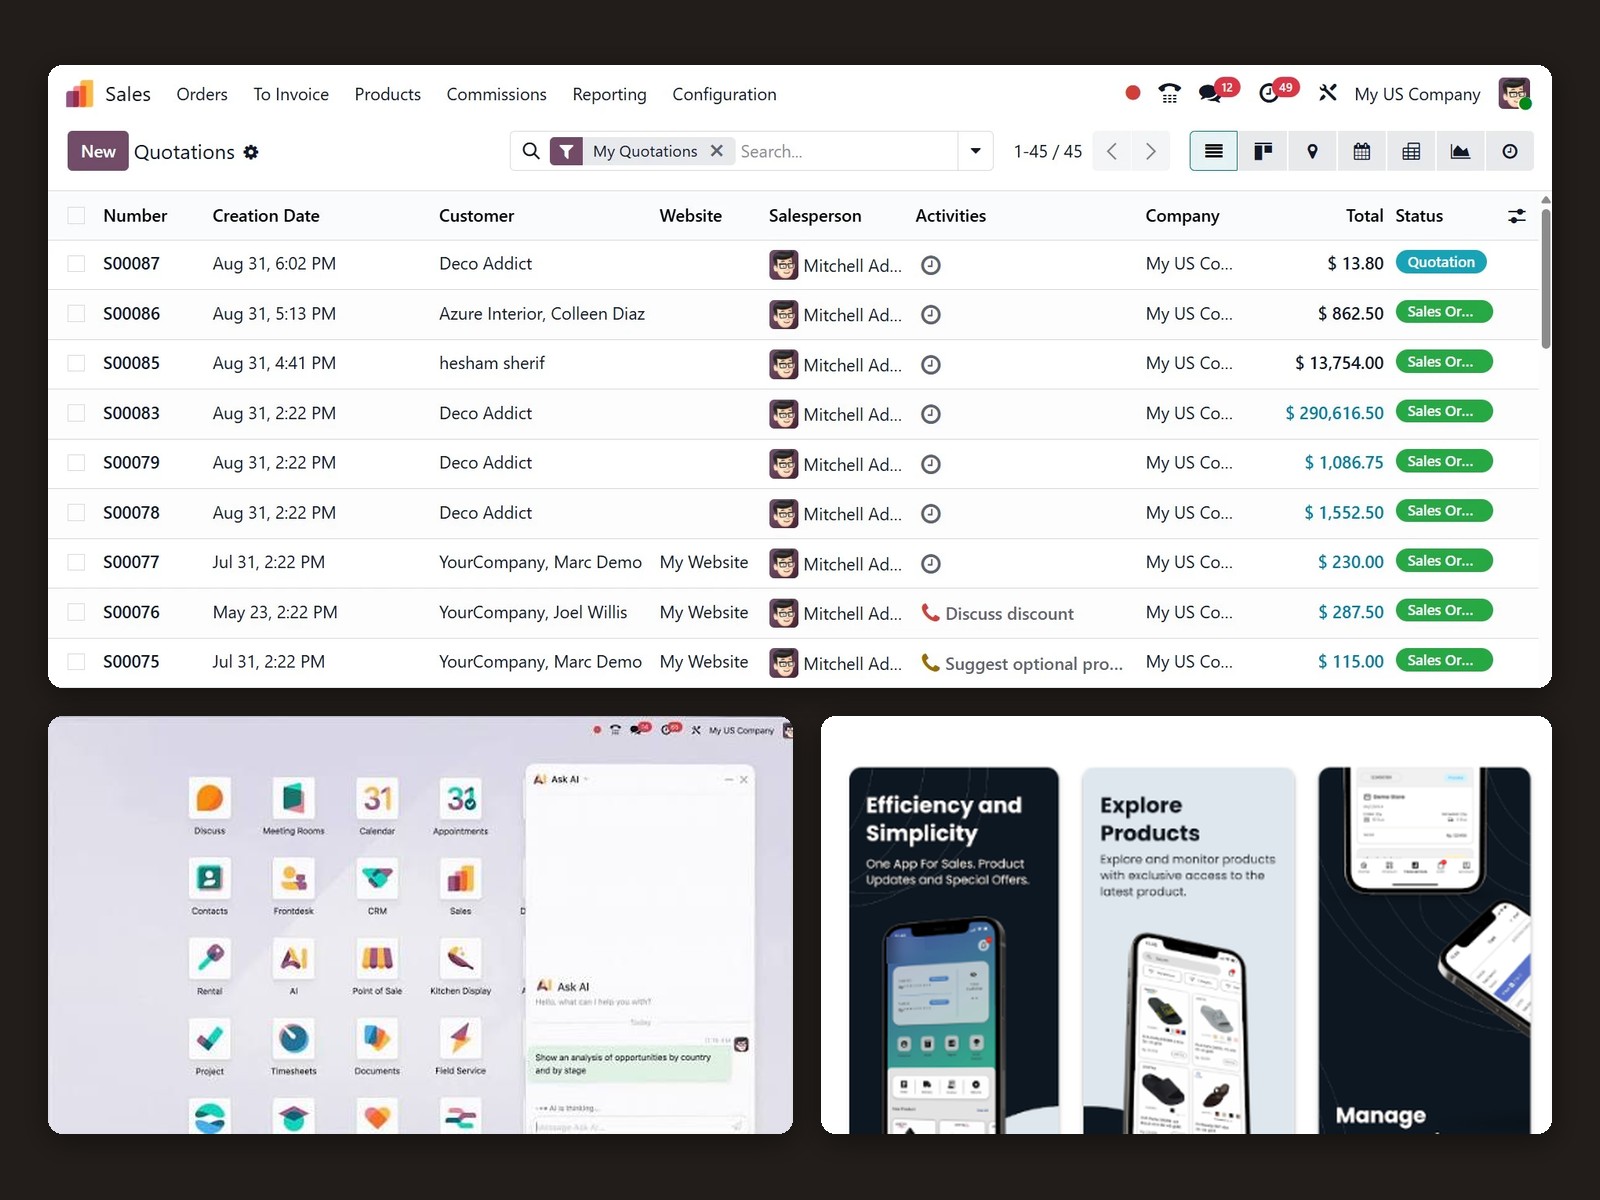 Sales Orders To Invoice Products Commissions Reporting Configuration 12 49 My US Company
New Quotations My Quotations Search... 1-45 / 45
Number Creation Date Customer Website Salesperson Activities Company Total Status
S00087 Aug 31, 6:02 PM Deco Addict Mitchell Ad... My US Co... $ 13.80 Quotation
S00086 Aug 31, 5:13 PM Azure Interior, Colleen Diaz Mitchell Ad... My US Co... $ 862.50 Sales Or...
S00085 Aug 31, 4:41 PM hesham sherif Mitchell Ad... My US Co... $ 13,754.00 Sales Or...
S00083 Aug 31, 2:22 PM Deco Addict Mitchell Ad... My US Co... $ 290,616.50 Sales Or...
S00079 Aug 31, 2:22 PM Deco Addict Mitchell Ad... My US Co... $ 1,086.75 Sales Or...
S00078 Aug 31, 2:22 PM Deco Addict Mitchell Ad... My US Co... $ 1,552.50 Sales Or...
S00077 Jul 31, 2:22 PM YourCompany, Marc Demo My Website Mitchell Ad... My US Co... $ 230.00 Sales Or...
S00076 May 23, 2:22 PM YourCompany, Joel Willis My Website Mitchell Ad... Discuss discount My US Co... $ 287.50 Sales Or...
S00075 Jul 31, 2:22 PM YourCompany, Marc Demo My Website Mitchell Ad... Suggest optional pro... My US Co... $ 115.00 Sales Or...
My US Company
31 31
Discuss Meeting Rooms Calendar Appointments
Contacts Frontdesk CRM Sales
AI
Rental AI Point of Sale Kitchen Display
Project Timesheets Documents Field Service
AI Ask AI
AI Ask AI
Hello, what can I help you with?
Today
Show an analysis of opportunities by country
and by stage
AI is thinking...
Message Ask AI...
Efficiency and
Simplicity
One App For Sales. Product
Updates and Special Offers.
Explore
Products
Explore and monitor products
with exclusive access to the
latest product.
Demo Store
Manage